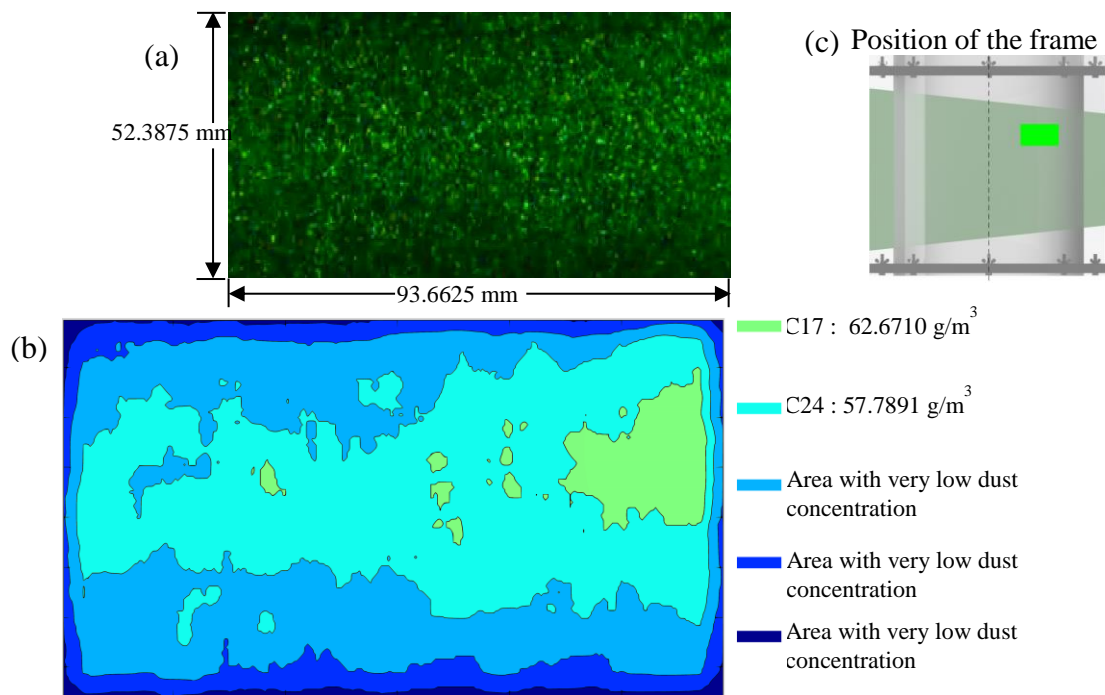 (a)
(c) Position of the frame
52.3875 mm
93.6625 mm
(b)
C17 : 62.6710 g/m³
C24 : 57.7891 g/m³
Area with very low dust
concentration
Area with very low dust
concentration
Area with very low dust
concentration